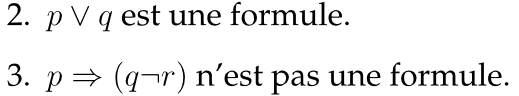 2. p ∨ q est une formule.
3. p ⇒ (q¬r) n’est pas une formule.